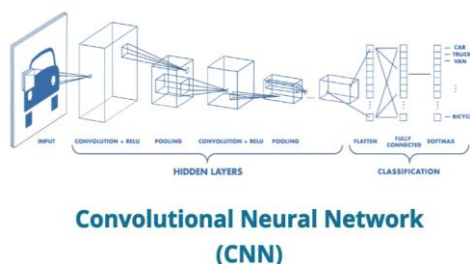 CAR
TRUCK
VAN
BICYCLE
INPUT CONVOLUTION + RELU POOLING CONVOLUTION + RELU POOLING FLATTEN FULLY CONNECTED SOFTMAX
HIDDEN LAYERS CLASSIFICATION
Convolutional Neural Network
(CNN)